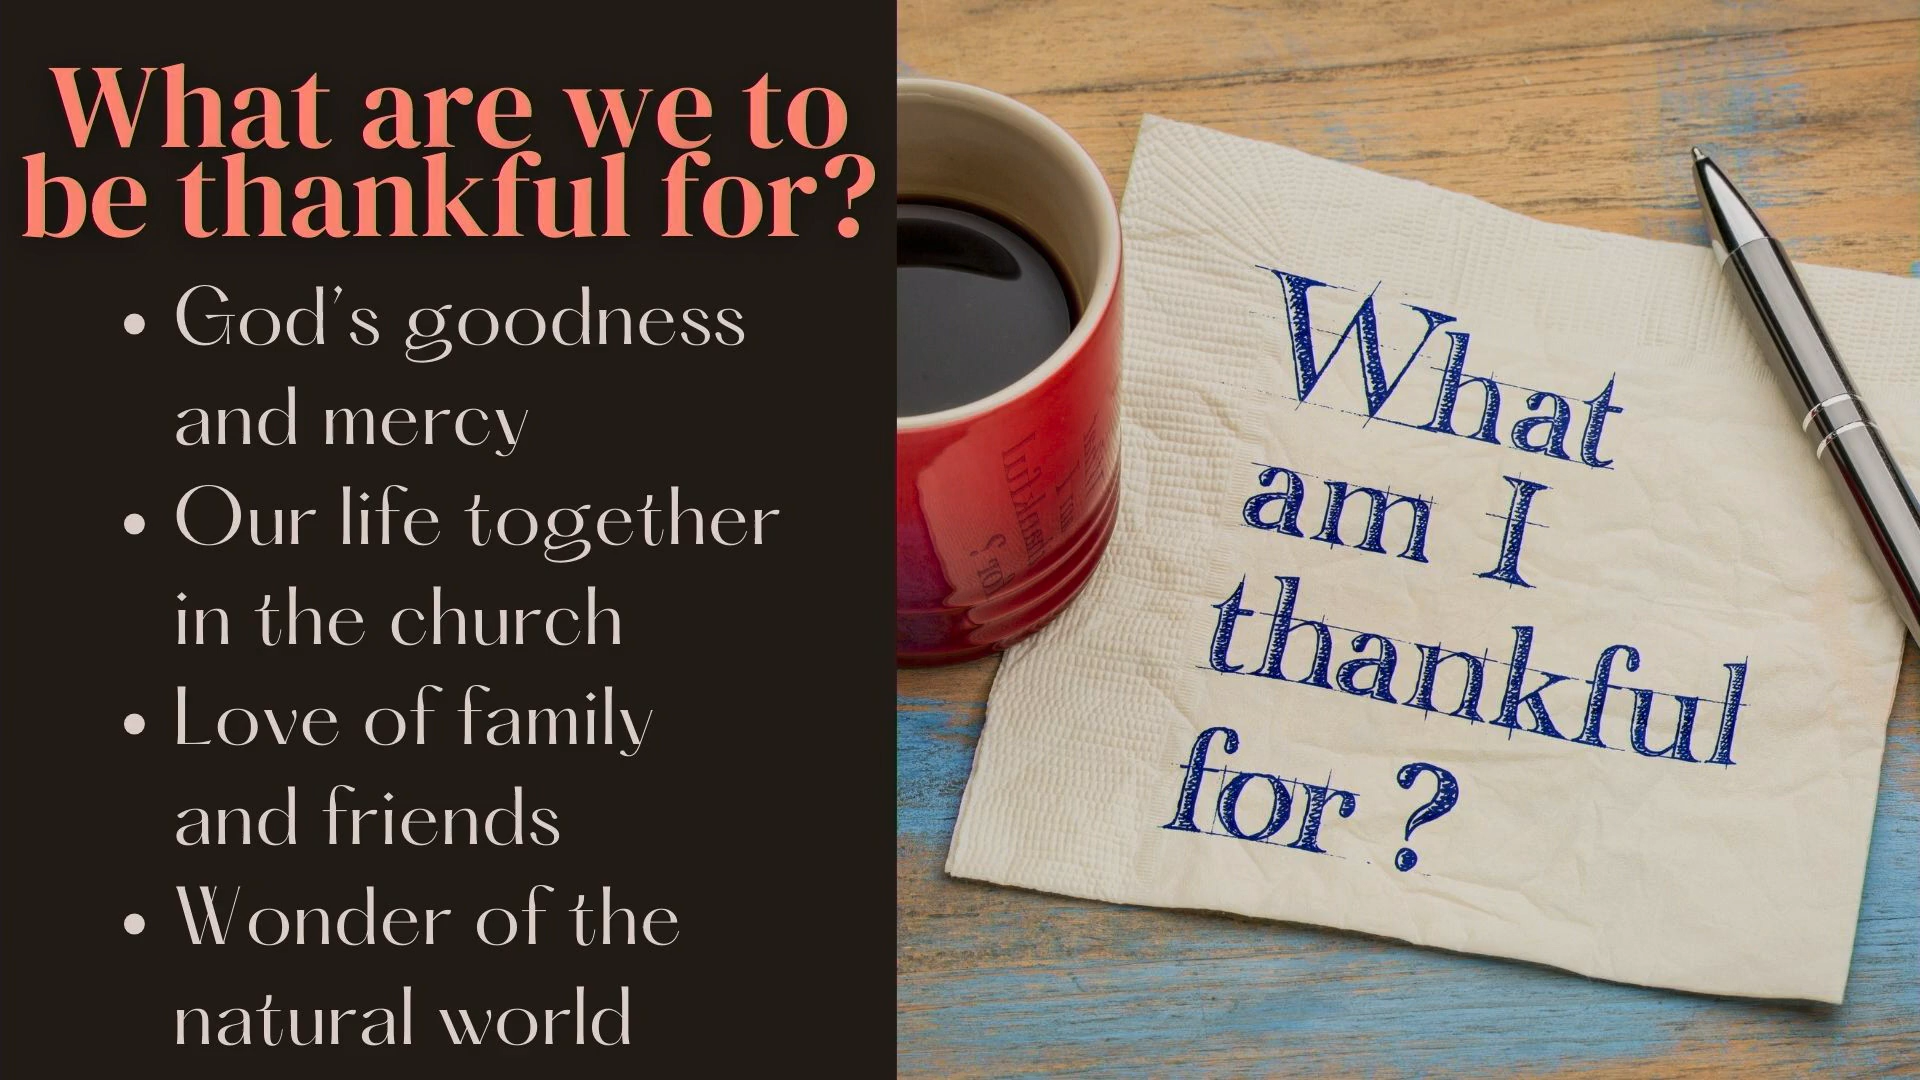 What are we to
be thankful for?
• God's goodness
and mercy
• Our life together
in the church
• Love of family
and friends
• Wonder of the
natural world
What
am I
thankful
for ?